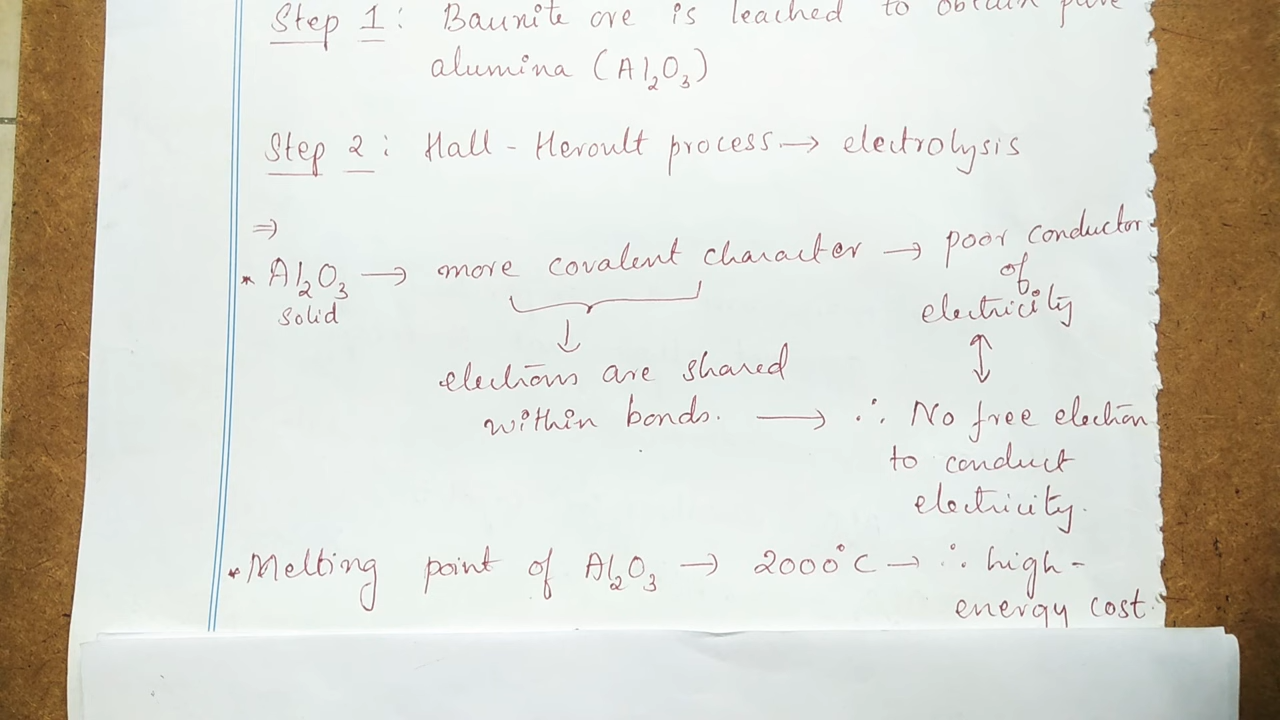 Step 1: Bauxite ore is leached to obtain pure
alumina (Al₂O₃)
Step 2: Hall - Heroult process → electrolysis
⇒
* Al₂O₃ → more covalent character → poor conductor
solid
of
electricity
↓ ↕
electrons are shared
within bonds. → ∴ No free electron
to conduct
electricity.
* Melting point of Al₂O₃ → 2000°C → ∴ high -
energy cost.